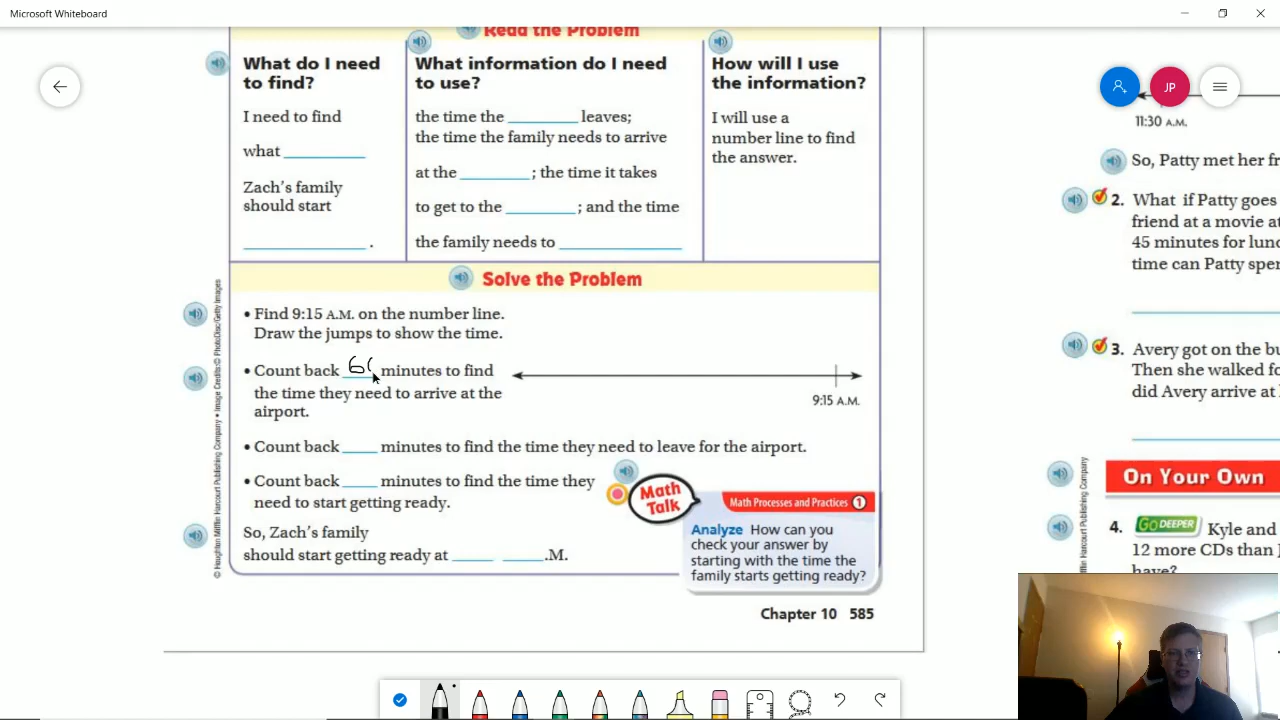 Microsoft Whiteboard
Read the Problem
What do I need
to find?
I need to find
what
Zach's family
should start
.
What information do I need
to use?
the time the leaves;
the time the family needs to arrive
at the ; the time it takes
to get to the ; and the time
the family needs to
How will I use
the information?
I will use a
number line to find
the answer.
Solve the Problem
• Find 9:15 A.M. on the number line.
Draw the jumps to show the time.
• Count back 60 minutes to find
the time they need to arrive at the
airport.
9:15 A.M.
• Count back minutes to find the time they need to leave for the airport.
• Count back minutes to find the time they
need to start getting ready.
So, Zach's family
should start getting ready at .M.
Math
Talk
Math Processes and Practices 1
Analyze How can you
check your answer by
starting with the time the
family starts getting ready?
© Houghton Mifflin Harcourt Publishing Company • Image Credits: © PhotoDisc/Getty Images
Chapter 10 585
JP
11:30 A.M.
So, Patty met her fr
2. What if Patty goes
friend at a movie at
45 minutes for lunc
time can Patty spen
3. Avery got on the bu
Then she walked fo
did Avery arrive at
On Your Own
4. GO DEEPER Kyle and
12 more CDs than J
have?